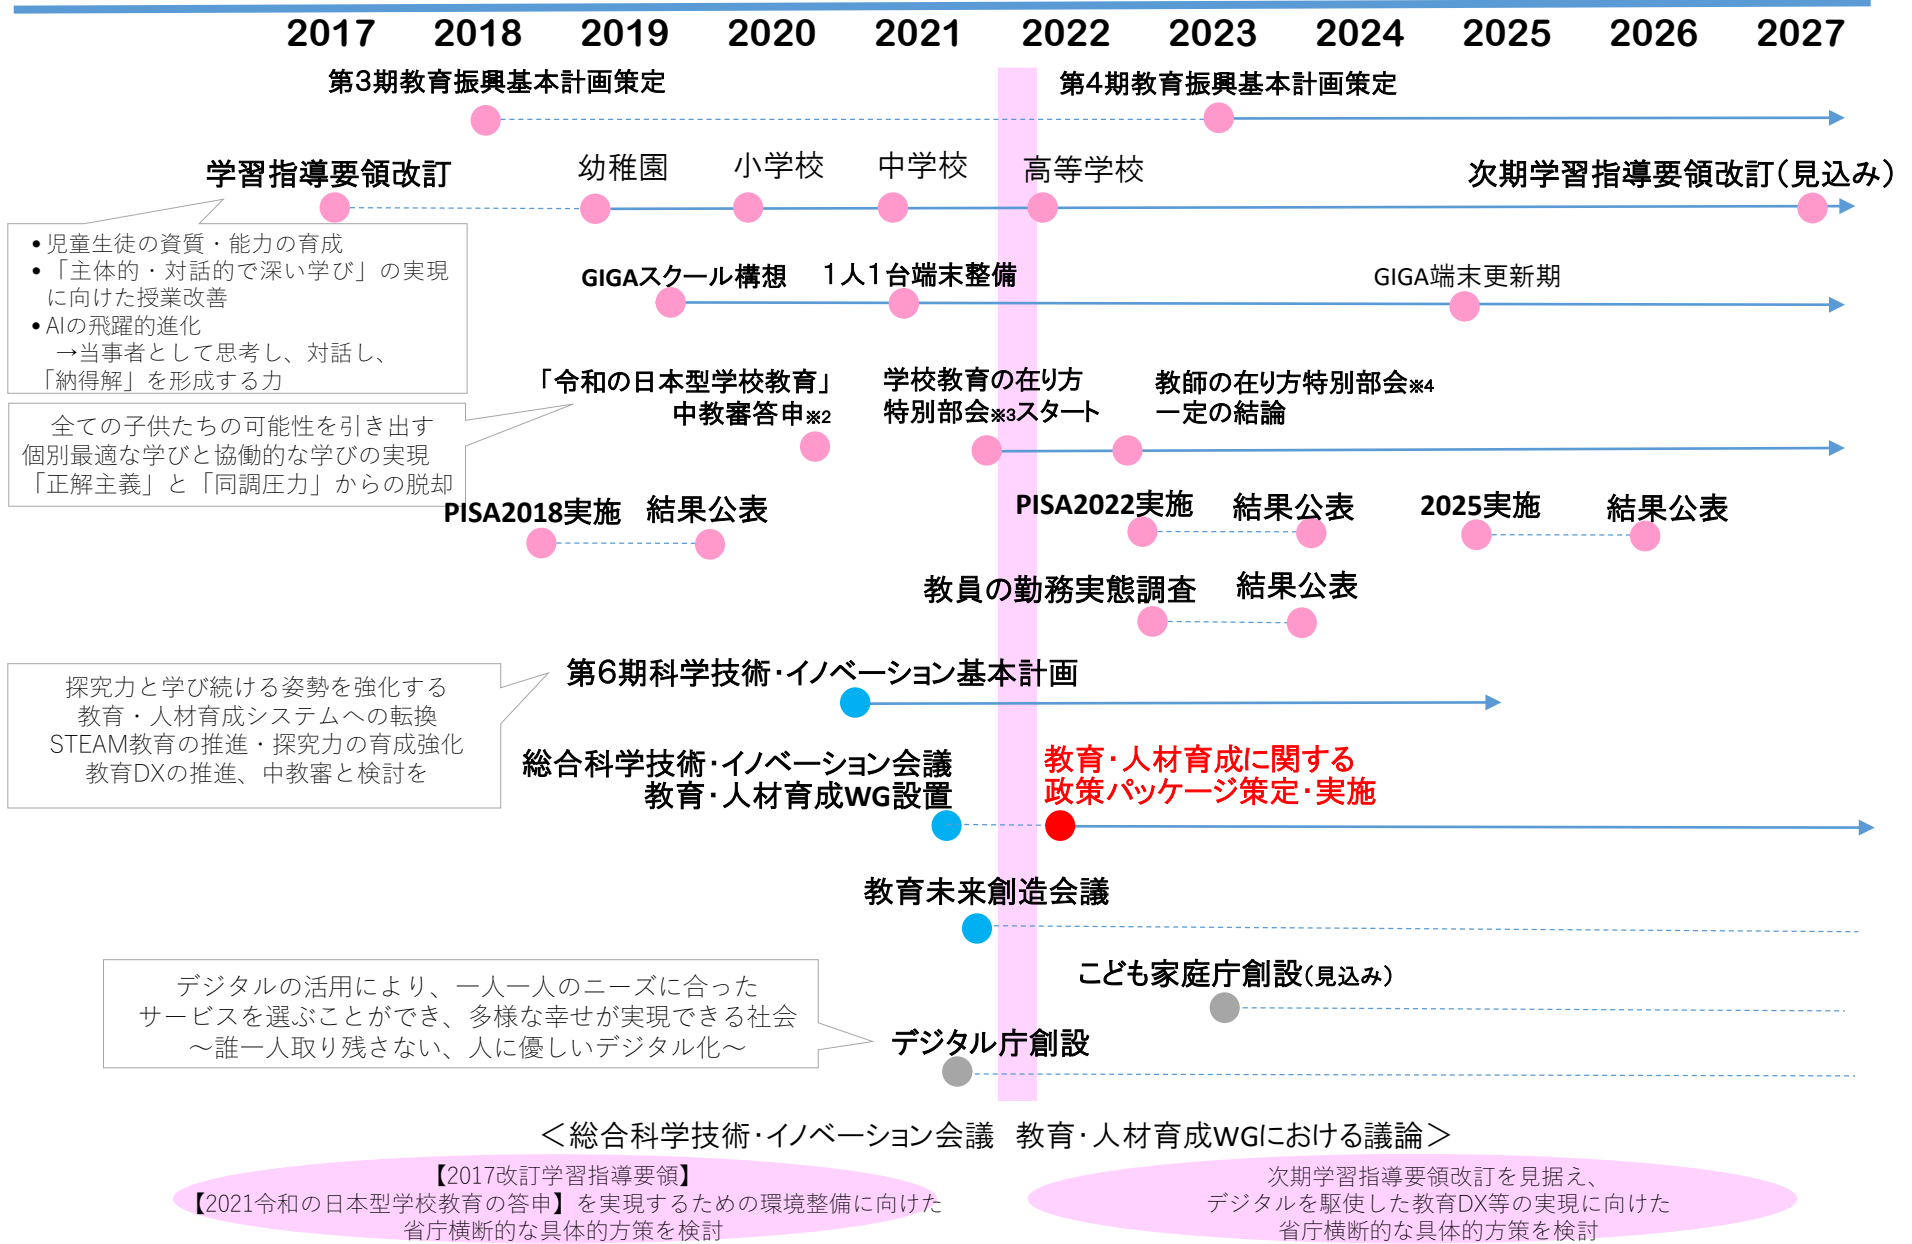 2017 2018 2019 2020 2021 2022 2023 2024 2025 2026 2027
第3期教育振興基本計画策定
第4期教育振興基本計画策定
学習指導要領改訂
幼稚園
小学校
中学校
高等学校
次期学習指導要領改訂（見込み）
•児童生徒の資質・能力の育成
•「主体的・対話的で深い学び」の実現
に向けた授業改善
•AIの飛躍的進化
→当事者として思考し、対話し、
「納得解」を形成する力
GIGAスクール構想
１人１台端末整備
GIGA端末更新期
「令和の日本型学校教育」
中教審答申※2
学校教育の在り方
特別部会※3スタート
教師の在り方特別部会※4
一定の結論
全ての子供たちの可能性を引き出す
個別最適な学びと協働的な学びの実現
「正解主義」と「同調圧力」からの脱却
PISA2018実施
結果公表
PISA2022実施
結果公表
2025実施
結果公表
教員の勤務実態調査
結果公表
第6期科学技術・イノベーション基本計画
探究力と学び続ける姿勢を強化する
教育・人材育成システムへの転換
STEAM教育の推進・探究力の育成強化
教育DXの推進、中教審と検討を
総合科学技術・イノベーション会議
教育・人材育成WG設置
教育・人材育成に関する
政策パッケージ策定・実施
教育未来創造会議
こども家庭庁創設（見込み）
デジタルの活用により、一人一人のニーズに合った
サービスを選ぶことができ、多様な幸せが実現できる社会
～誰一人取り残さない、人に優しいデジタル化～
デジタル庁創設
＜総合科学技術・イノベーション会議　教育・人材育成WGにおける議論＞
【2017改訂学習指導要領】
【2021令和の日本型学校教育の答申】を実現するための環境整備に向けた
省庁横断的な具体的方策を検討
次期学習指導要領改訂を見据え、
デジタルを駆使した教育DX等の実現に向けた
省庁横断的な具体的方策を検討